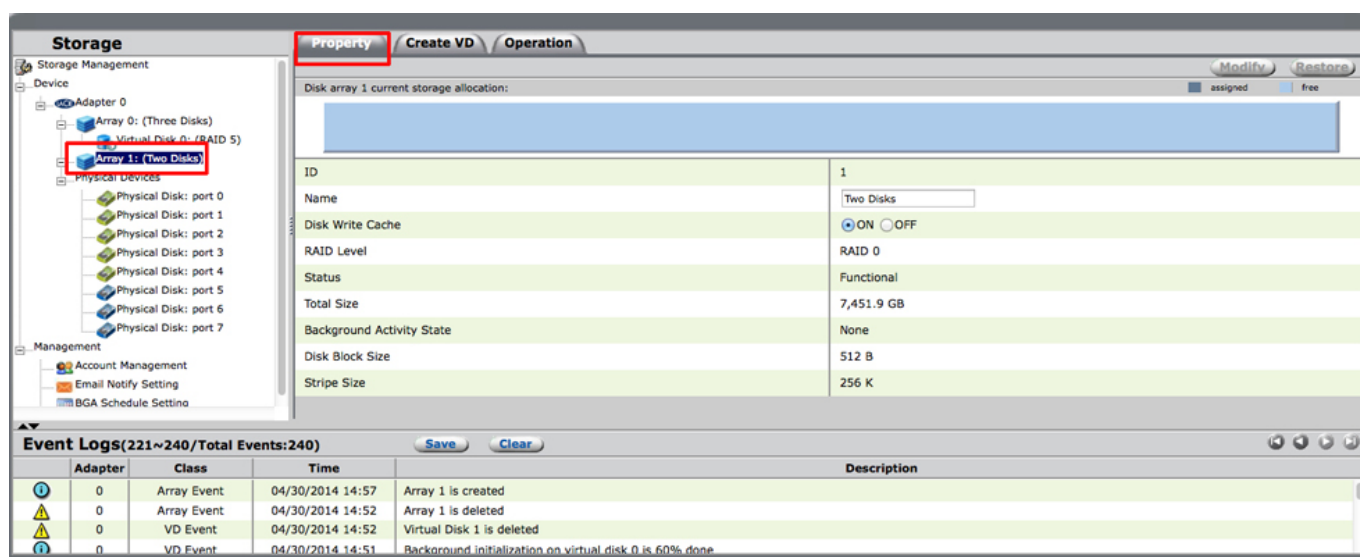 Storage
Storage Management
Device
Adapter 0
Array 0: (Three Disks)
Virtual Disk 0: (RAID 5)
Array 1: (Two Disks)
Physical Devices
Physical Disk: port 0
Physical Disk: port 1
Physical Disk: port 2
Physical Disk: port 3
Physical Disk: port 4
Physical Disk: port 5
Physical Disk: port 6
Physical Disk: port 7
Management
Account Management
Email Notify Setting
BGA Schedule Setting
Property Create VD Operation
Modify Restore
Disk array 1 current storage allocation: assigned free
ID 1
Name Two Disks
Disk Write Cache ON OFF
RAID Level RAID 0
Status Functional
Total Size 7,451.9 GB
Background Activity State None
Disk Block Size 512 B
Stripe Size 256 K
Event Logs(221~240/Total Events:240) Save Clear
Adapter Class Time Description
0 Array Event 04/30/2014 14:57 Array 1 is created
0 Array Event 04/30/2014 14:52 Array 1 is deleted
0 VD Event 04/30/2014 14:52 Virtual Disk 1 is deleted
0 VD Event 04/30/2014 14:51 Background initialization on virtual disk 0 is 60% done